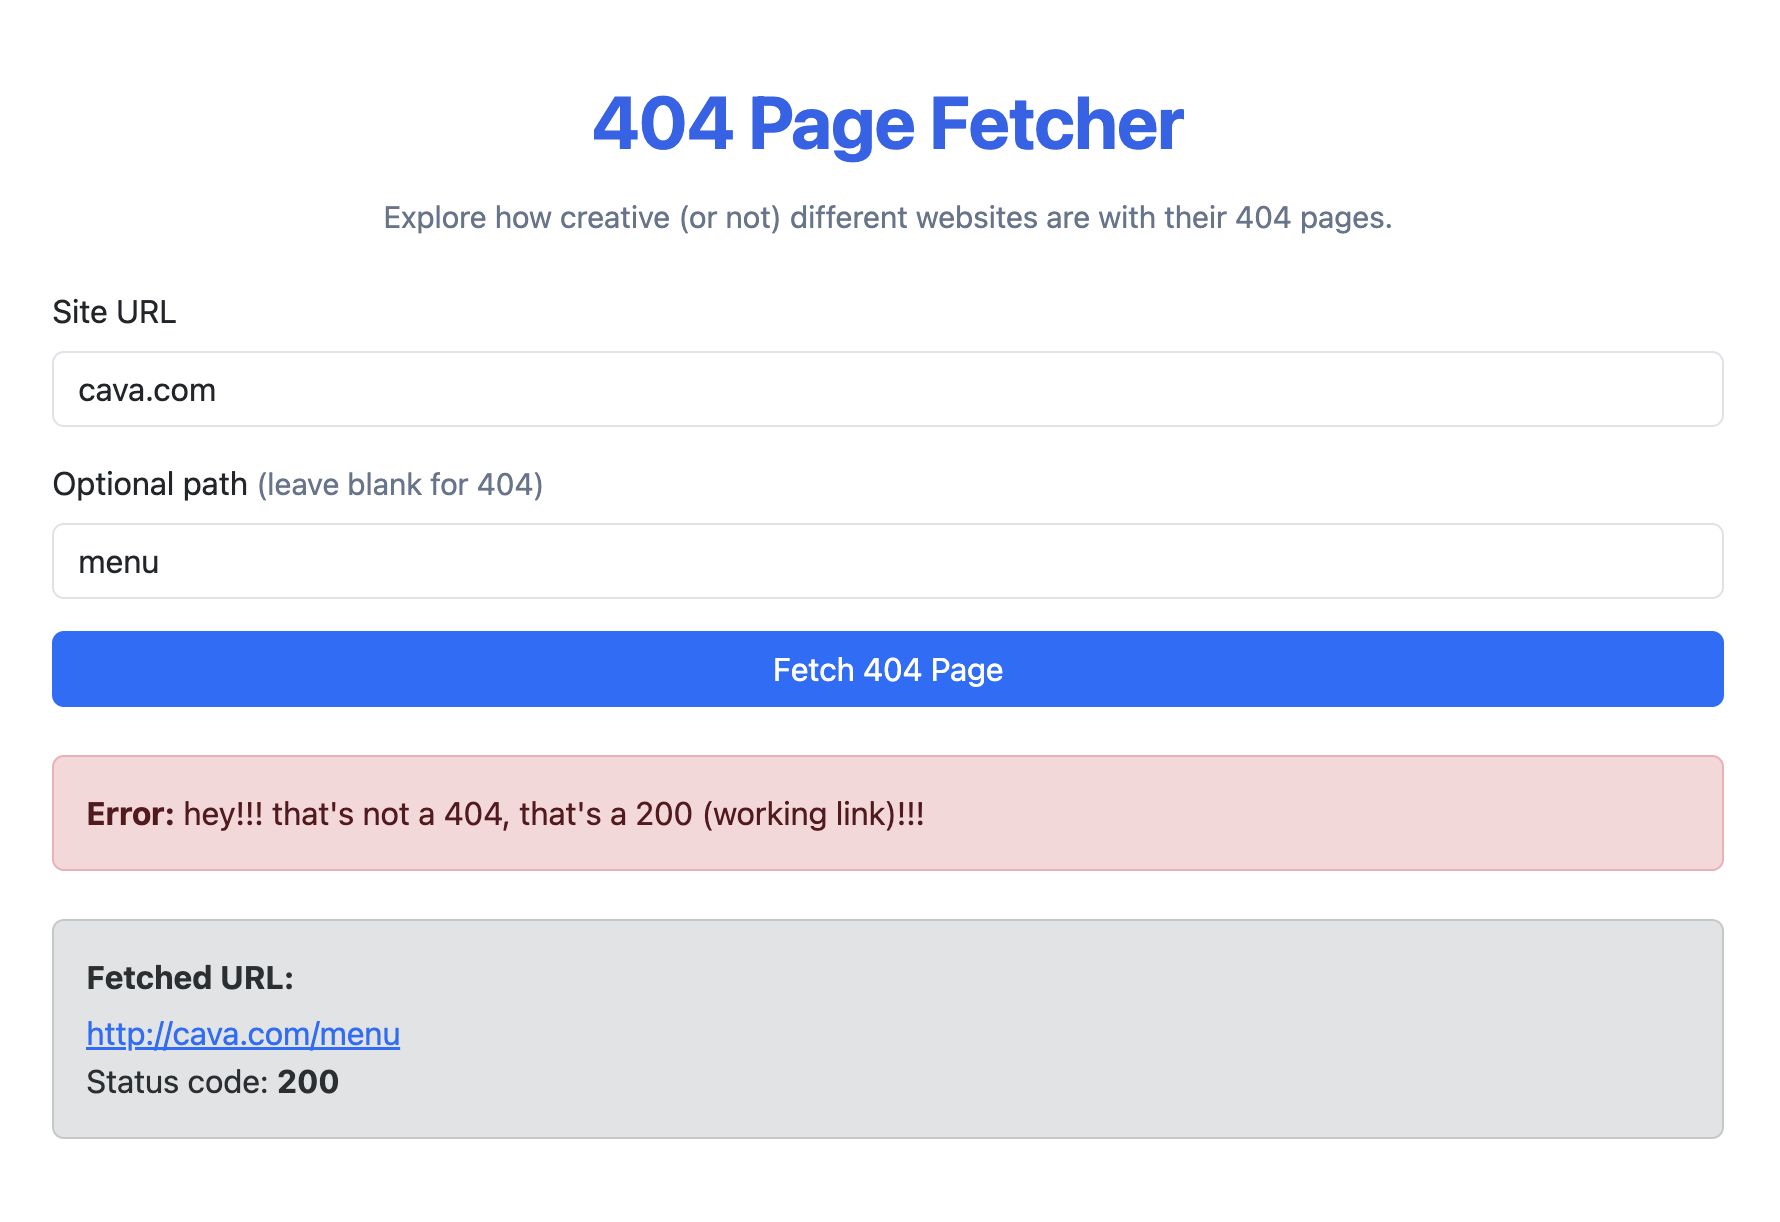 404 Page Fetcher
Explore how creative (or not) different websites are with their 404 pages.
Site URL
cava.com
Optional path (leave blank for 404)
menu
Fetch 404 Page
Error: hey!!! that's not a 404, that's a 200 (working link)!!!
Fetched URL:
http://cava.com/menu
Status code: 200